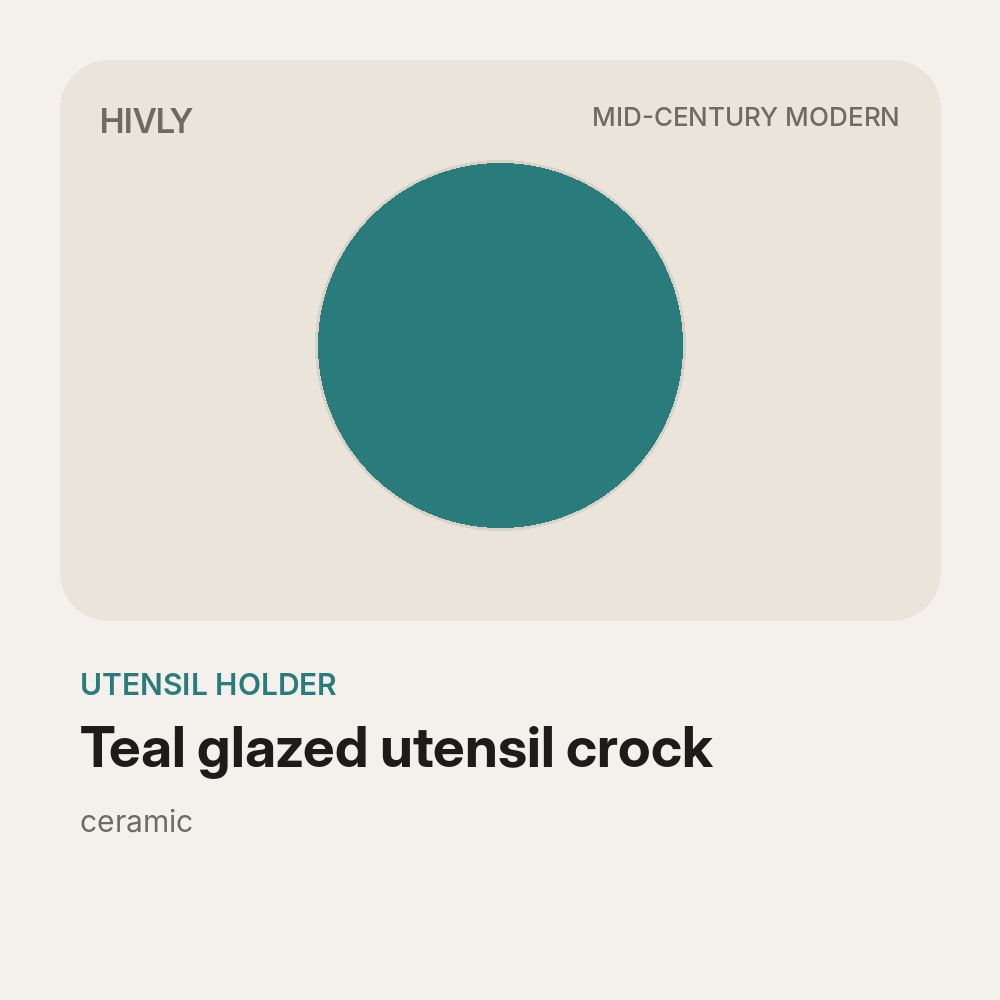 HIVLY
MID-CENTURY MODERN
UTENSIL HOLDER
Teal glazed utensil crock
ceramic